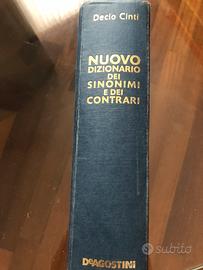 Decio Cinti
NUOVO
DIZIONARIO
DEI
SINONIMI
E DEI
CONTRARI
DeAGOSTINI
subito